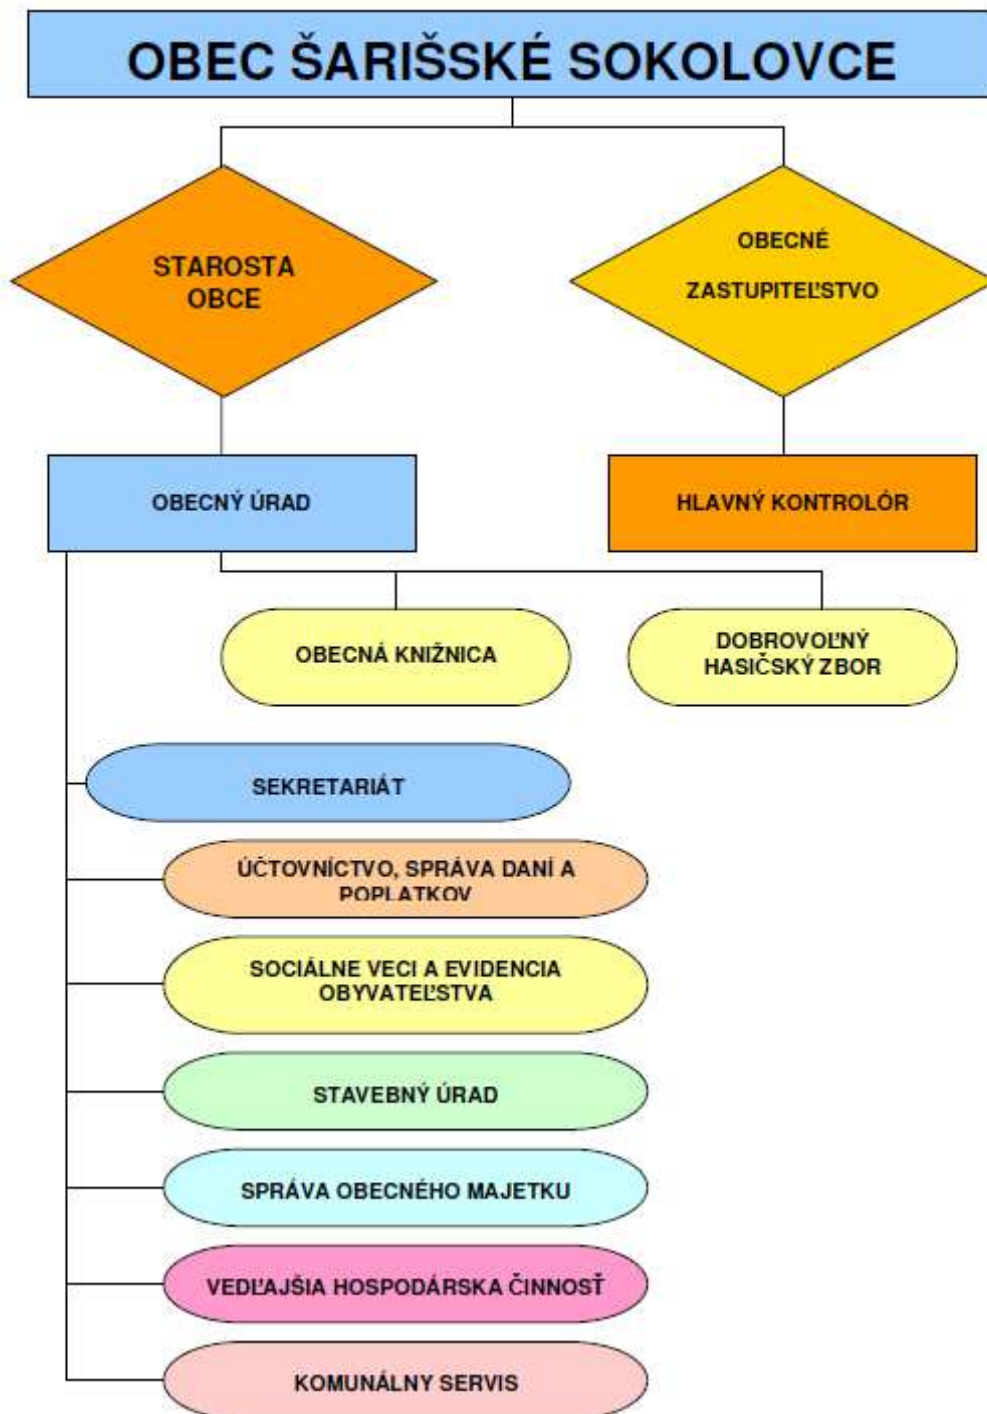 OBEC ŠARIŠSKÉ SOKOLOVCE
STAROSTA
OBCE
OBECNÉ
ZASTUPITEĽSTVO
OBECNÝ ÚRAD
HLAVNÝ KONTROLÓR
OBECNÁ KNIŽNICA
DOBROVOĽNÝ
HASIČSKÝ ZBOR
SEKRETARIÁT
ÚČTOVNÍCTVO, SPRÁVA DANÍ A
POPLATKOV
SOCIÁLNE VECI A EVIDENCIA
OBYVATEĽSTVA
STAVEBNÝ ÚRAD
SPRÁVA OBECNÉHO MAJETKU
VEDĽAJŠIA HOSPODÁRSKA ČINNOSŤ
KOMUNÁLNY SERVIS